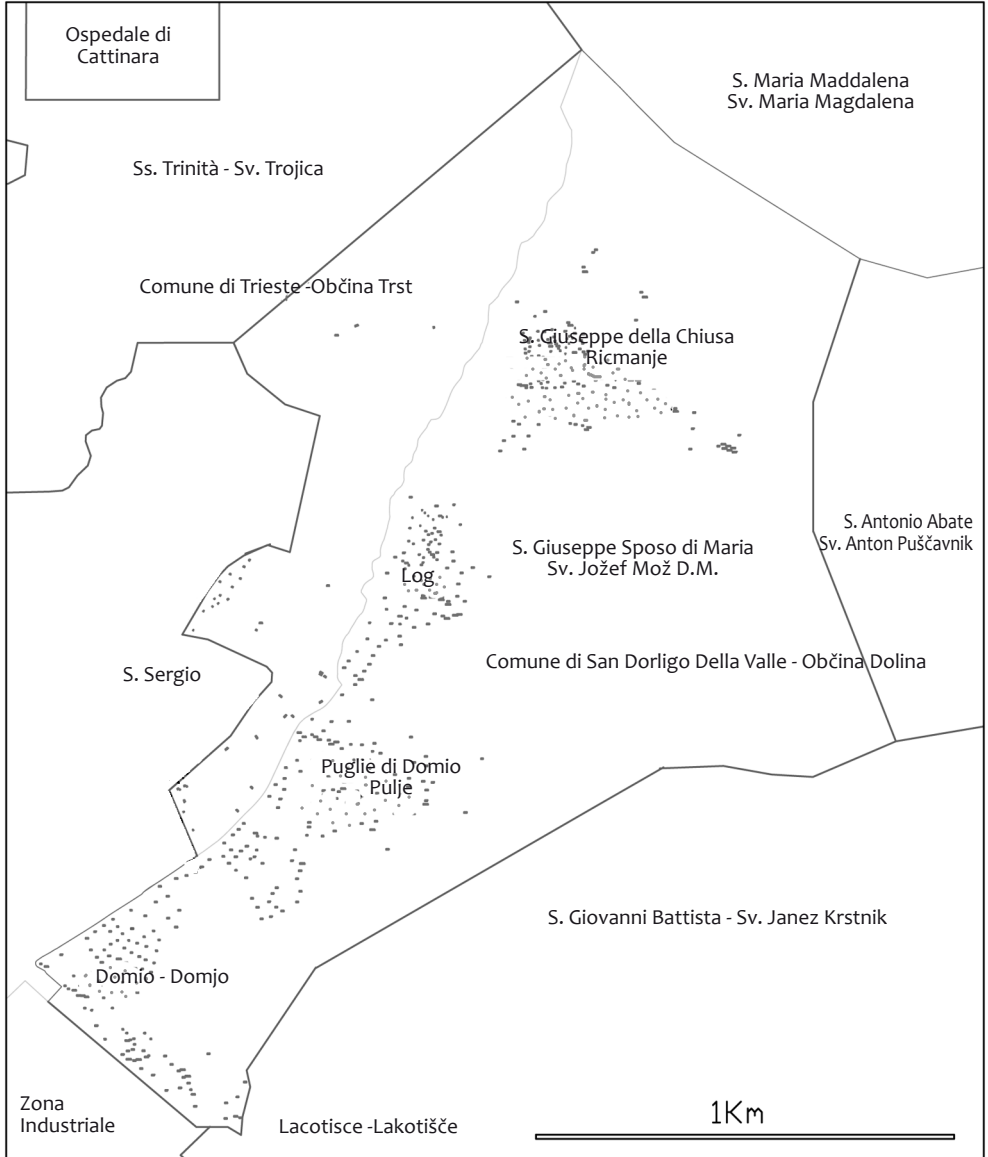 Ospedale di
Cattinara
S. Maria Maddalena
Sv. Maria Magdalena
Ss. Trinità - Sv. Trojica
Comune di Trieste -Občina Trst
S. Giuseppe della Chiusa
Ricmanje
S. Antonio Abate
Sv. Anton Puščavnik
S. Giuseppe Sposo di Maria
Sv. Jožef Mož D.M.
Log
Comune di San Dorligo Della Valle - Občina Dolina
S. Sergio
Puglie di Domio
Pulje
S. Giovanni Battista - Sv. Janez Krstnik
Domio - Domjo
Zona
Industriale
Lacotisce -Lakotišče
1Km